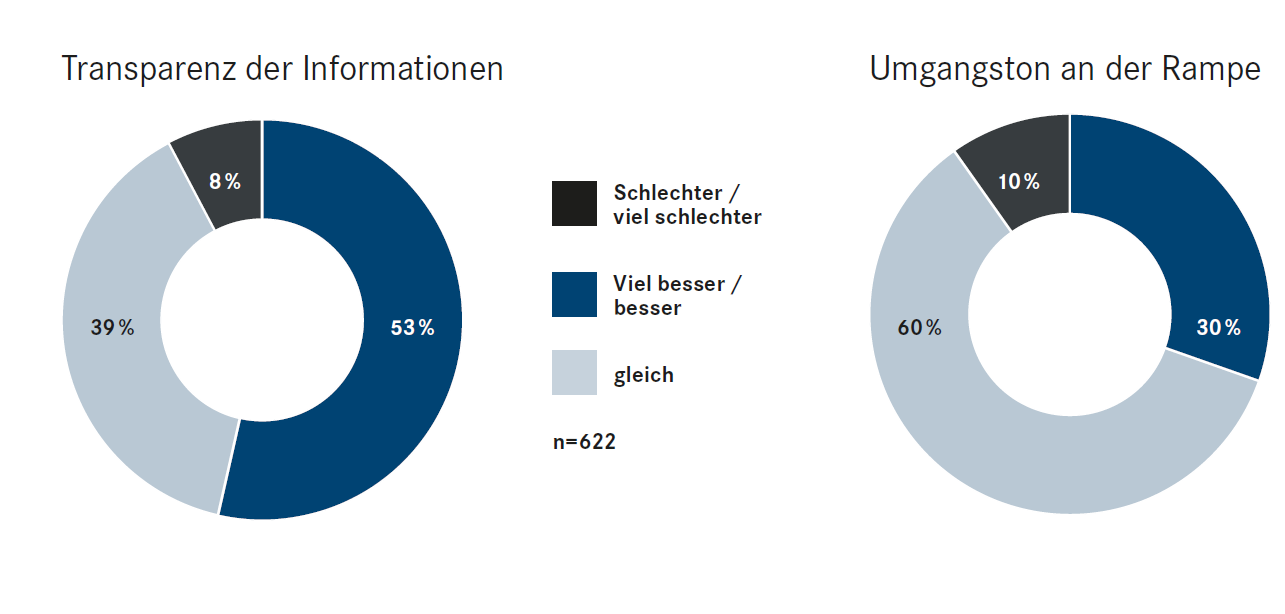 Transparenz der Informationen
8 %
39 %
53 %
Schlechter /
viel schlechter
Viel besser /
besser
gleich
n=622
Umgangston an der Rampe
10 %
60 %
30 %